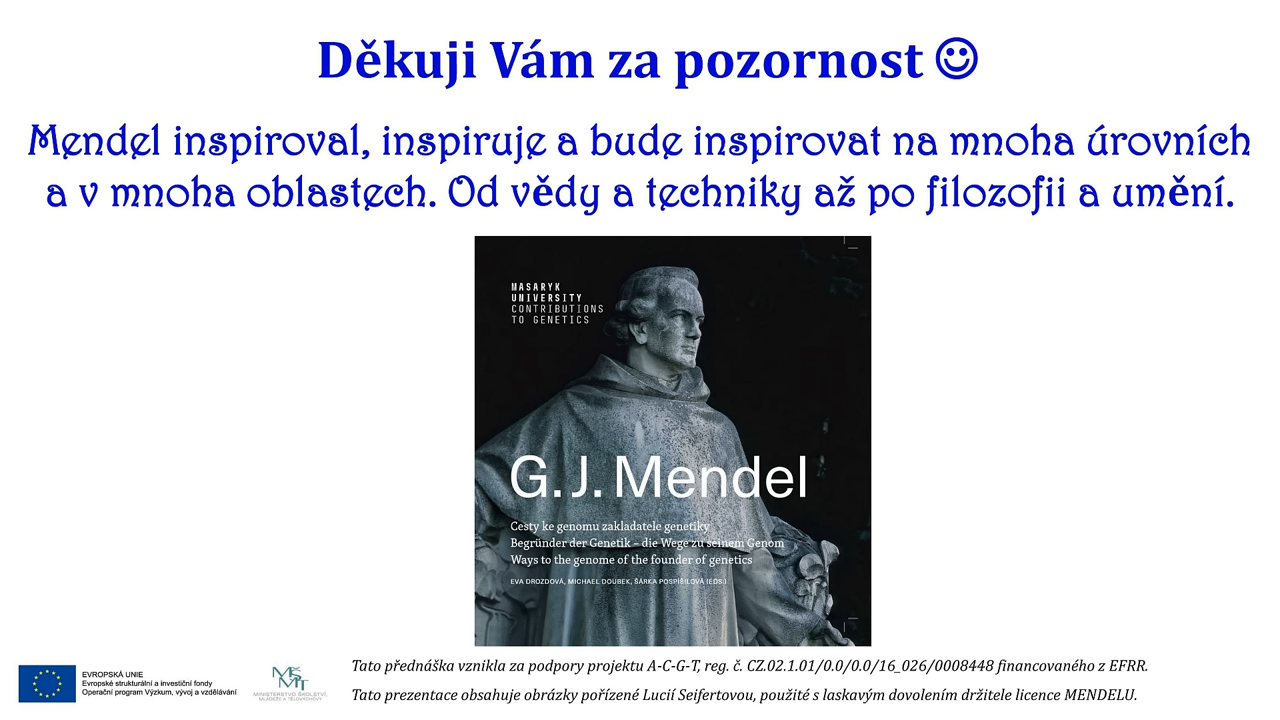 Děkuji Vám za pozornost ☺
Mendel inspiroval, inspiruje a bude inspirovat na mnoha úrovních
a v mnoha oblastech. Od vědy a techniky až po filozofii a umění.
MASARYK
UNIVERSITY
CONTRIBUTIONS
TO GENETICS
G. J. Mendel
Cesty ke genomu zakladatele genetiky
Begründer der Genetik – die Wege zu seinem Genom
Ways to the genome of the founder of genetics
EVA DROZDOVÁ, MICHAEL DOUBEK, ŠÁRKA POSPÍŠILOVÁ (EDS.)
EVROPSKÁ UNIE
Evropské strukturální a investiční fondy
Operační program Výzkum, vývoj a vzdělávání
MŠMT
MINISTERSTVO ŠKOLSTVÍ,
MLÁDEŽE A TĚLOVÝCHOVY
Tato přednáška vznikla za podpory projektu A-C-G-T, reg. č. CZ.02.1.01/0.0/0.0/16_026/0008448 financovaného z EFRR.
Tato prezentace obsahuje obrázky pořízené Lucií Seifertovou, použité s laskavým dovolením držitele licence MENDELU.